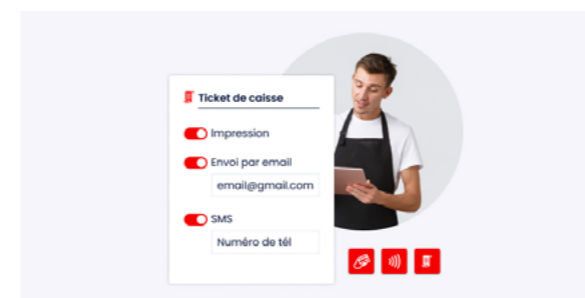 Ticket de caisse
Impression
Envoi par email
email@gmail.com
SMS
Numéro de tél